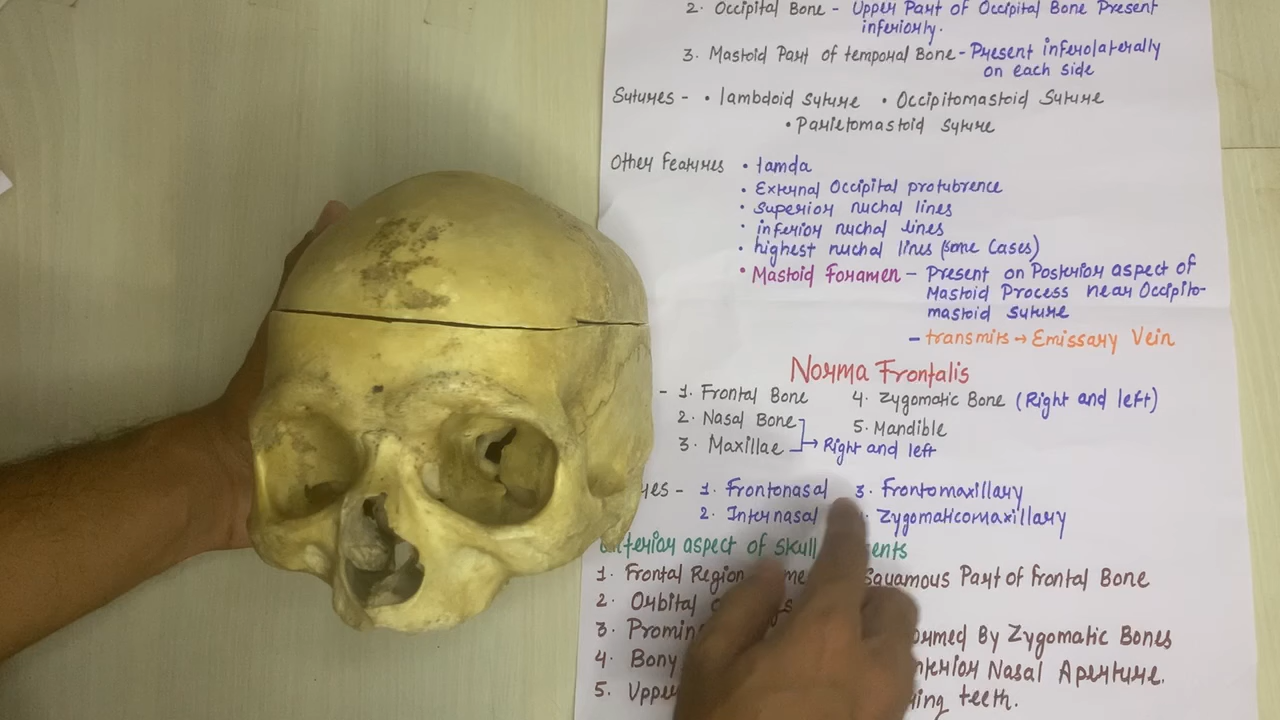 2. Occipital Bone - Upper Part of Occipital Bone Present
inferiorly.
3. Mastoid Part of temporal Bone - Present inferolaterally
on each side
Sutures - • lambdoid suture • Occipitomastoid Suture
• Parietomastoid suture
Other Features • lamda
• External Occipital protubrence
• superior nuchal lines
• inferior nuchal lines
• highest nuchal lines (some Cases)
• Mastoid Foramen - Present on Posterior aspect of
Mastoid Process near Occipito-
mastoid suture
- transmits → Emissary Vein
Norma Frontalis
- 1. Frontal Bone 4. Zygomatic Bone (Right and left)
2. Nasal Bone 5. Mandible
3. Maxillae → Right and left
- 1. Frontonasal 3. Frontomaxillary
2. Internasal Zygomaticomaxillary
aspect of skull
1. Frontal Region Squamous Part of frontal Bone
2. Orbital
3. By Zygomatic Bones
4. Bony Nasal Aperture.
5. teeth.